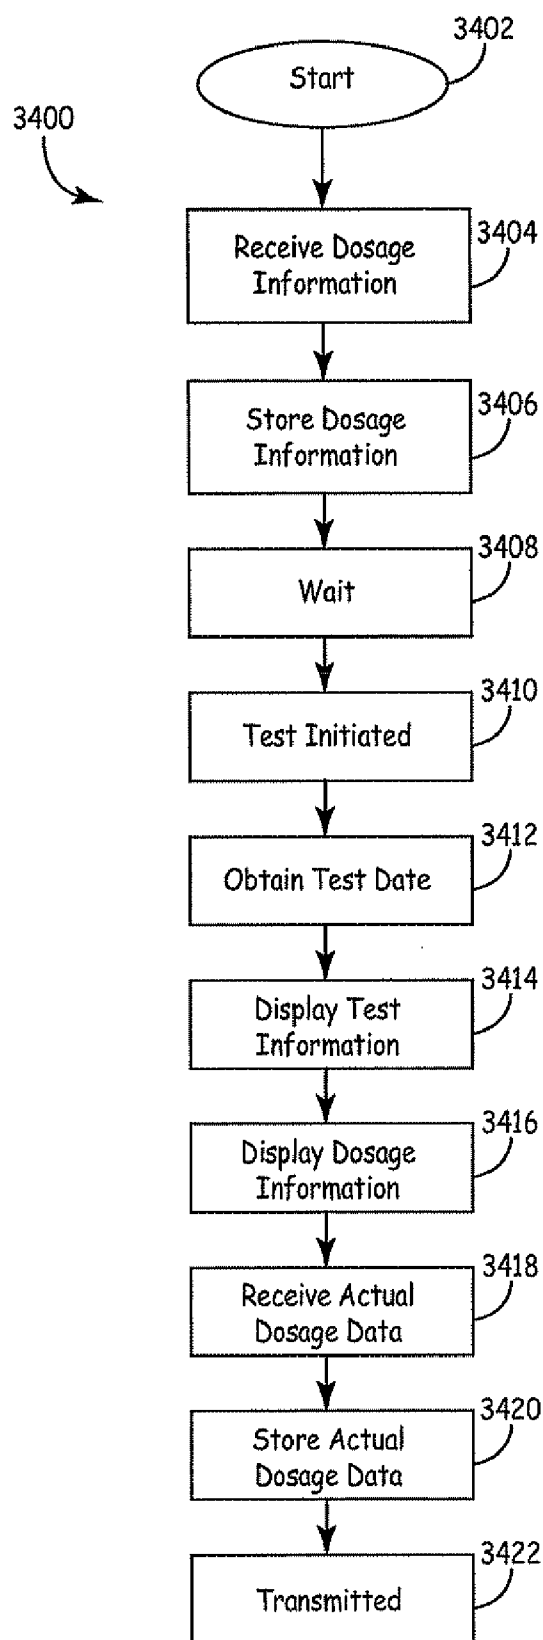 3402
Start
3400
3404
Receive Dosage
Information
3406
Store Dosage
Information
3408
Wait
3410
Test Initiated
3412
Obtain Test Date
3414
Display Test
Information
3416
Display Dosage
Information
3418
Receive Actual
Dosage Data
3420
Store Actual
Dosage Data
3422
Transmitted